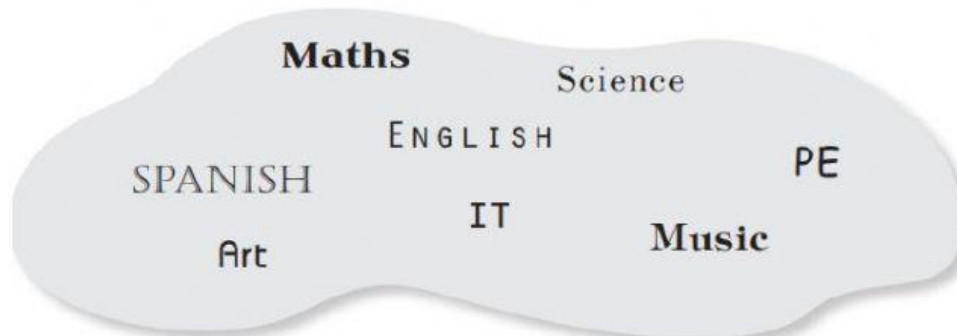 Maths
Science
ENGLISH
PE
SPANISH
IT
Music
Art